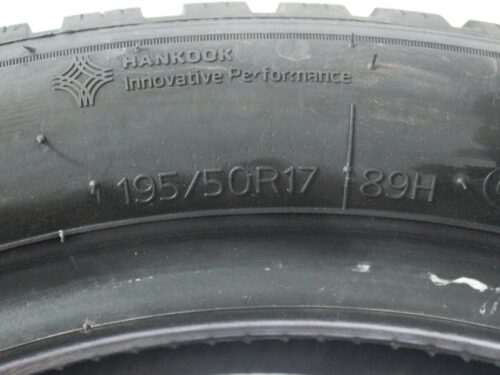 HANKOOK
Innovative Performance
195/50R17 89H